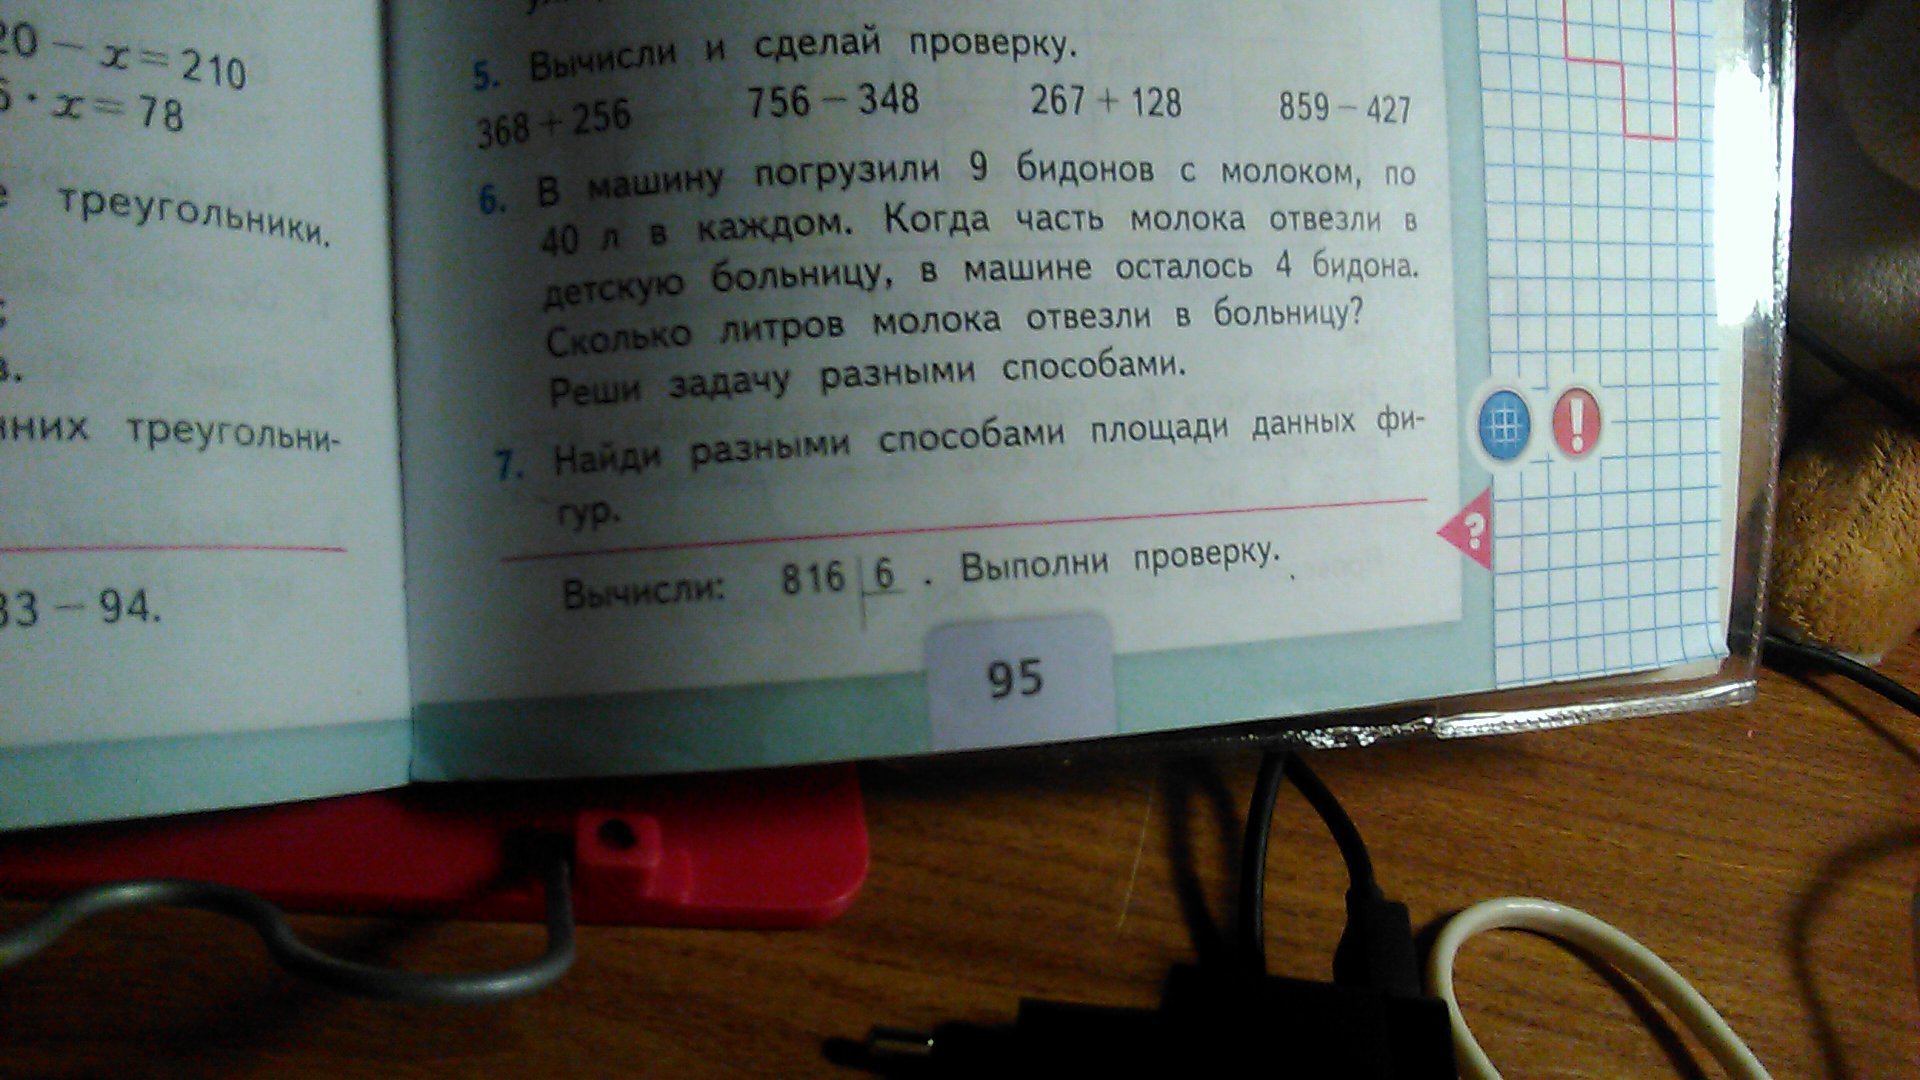 20 − x = 210
· x = 78
треугольники.
треугольни-
33 − 94.
5. Вычисли и сделай проверку.
368 + 256 756 − 348 267 + 128 859 − 427
6. В машину погрузили 9 бидонов с молоком, по
40 л в каждом. Когда часть молока отвезли в
детскую больницу, в машине осталось 4 бидона.
Сколько литров молока отвезли в больницу?
Реши задачу разными способами.
7. Найди разными способами площади данных фи-
гур.
Вычисли: 816 6 . Выполни проверку.
95
!
?